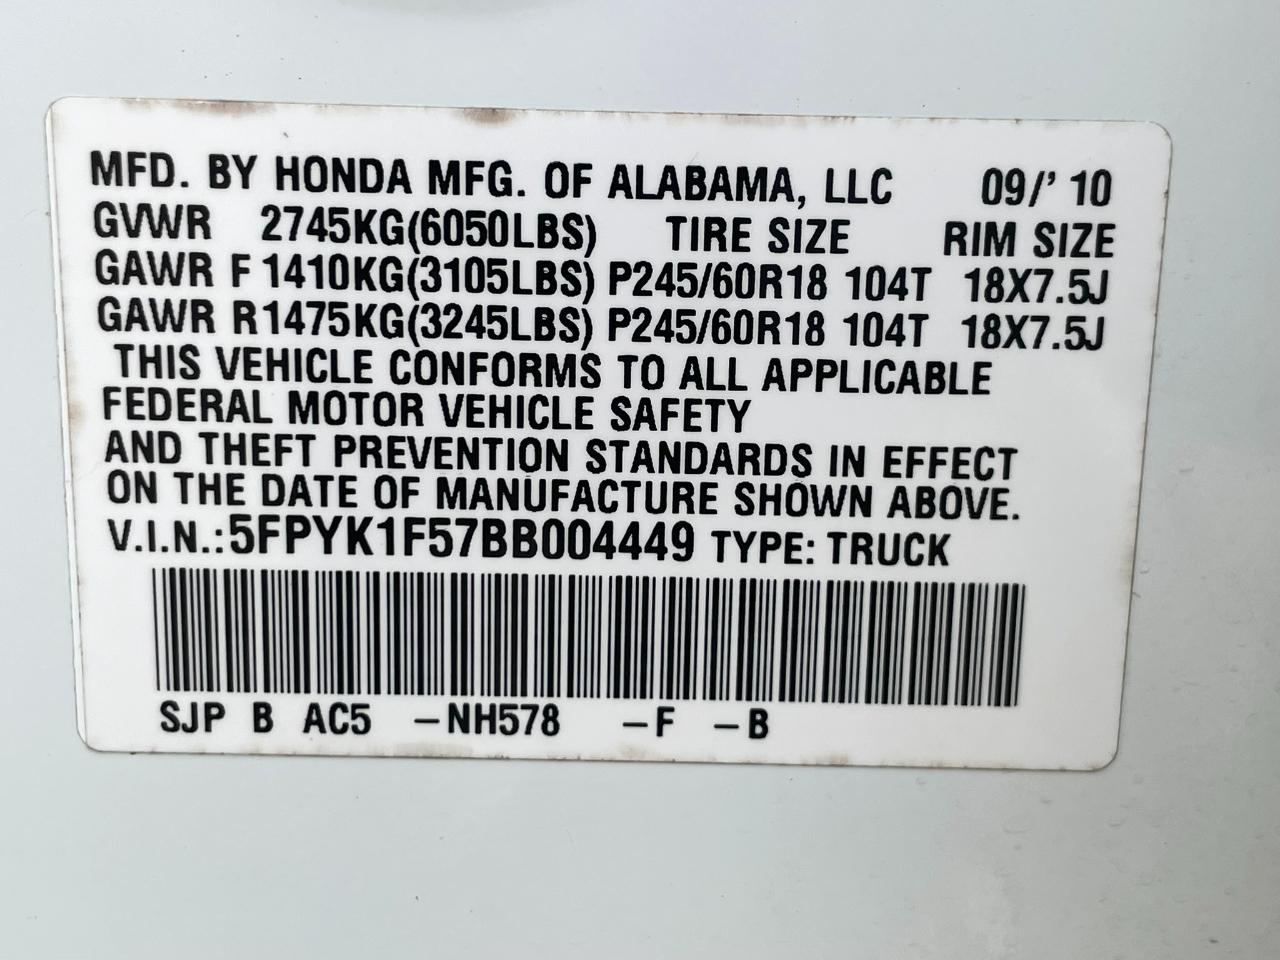 MFD. BY HONDA MFG. OF ALABAMA, LLC 09/' 10
GVWR 2745KG(6050LBS) TIRE SIZE RIM SIZE
GAWR F 1410KG(3105LBS) P245/60R18 104T 18X7.5J
GAWR R1475KG(3245LBS) P245/60R18 104T 18X7.5J
THIS VEHICLE CONFORMS TO ALL APPLICABLE
FEDERAL MOTOR VEHICLE SAFETY
AND THEFT PREVENTION STANDARDS IN EFFECT
ON THE DATE OF MANUFACTURE SHOWN ABOVE.
V.I.N.:5FPYK1F57BB004449 TYPE: TRUCK
SJP B AC5 –NH578 –F –B